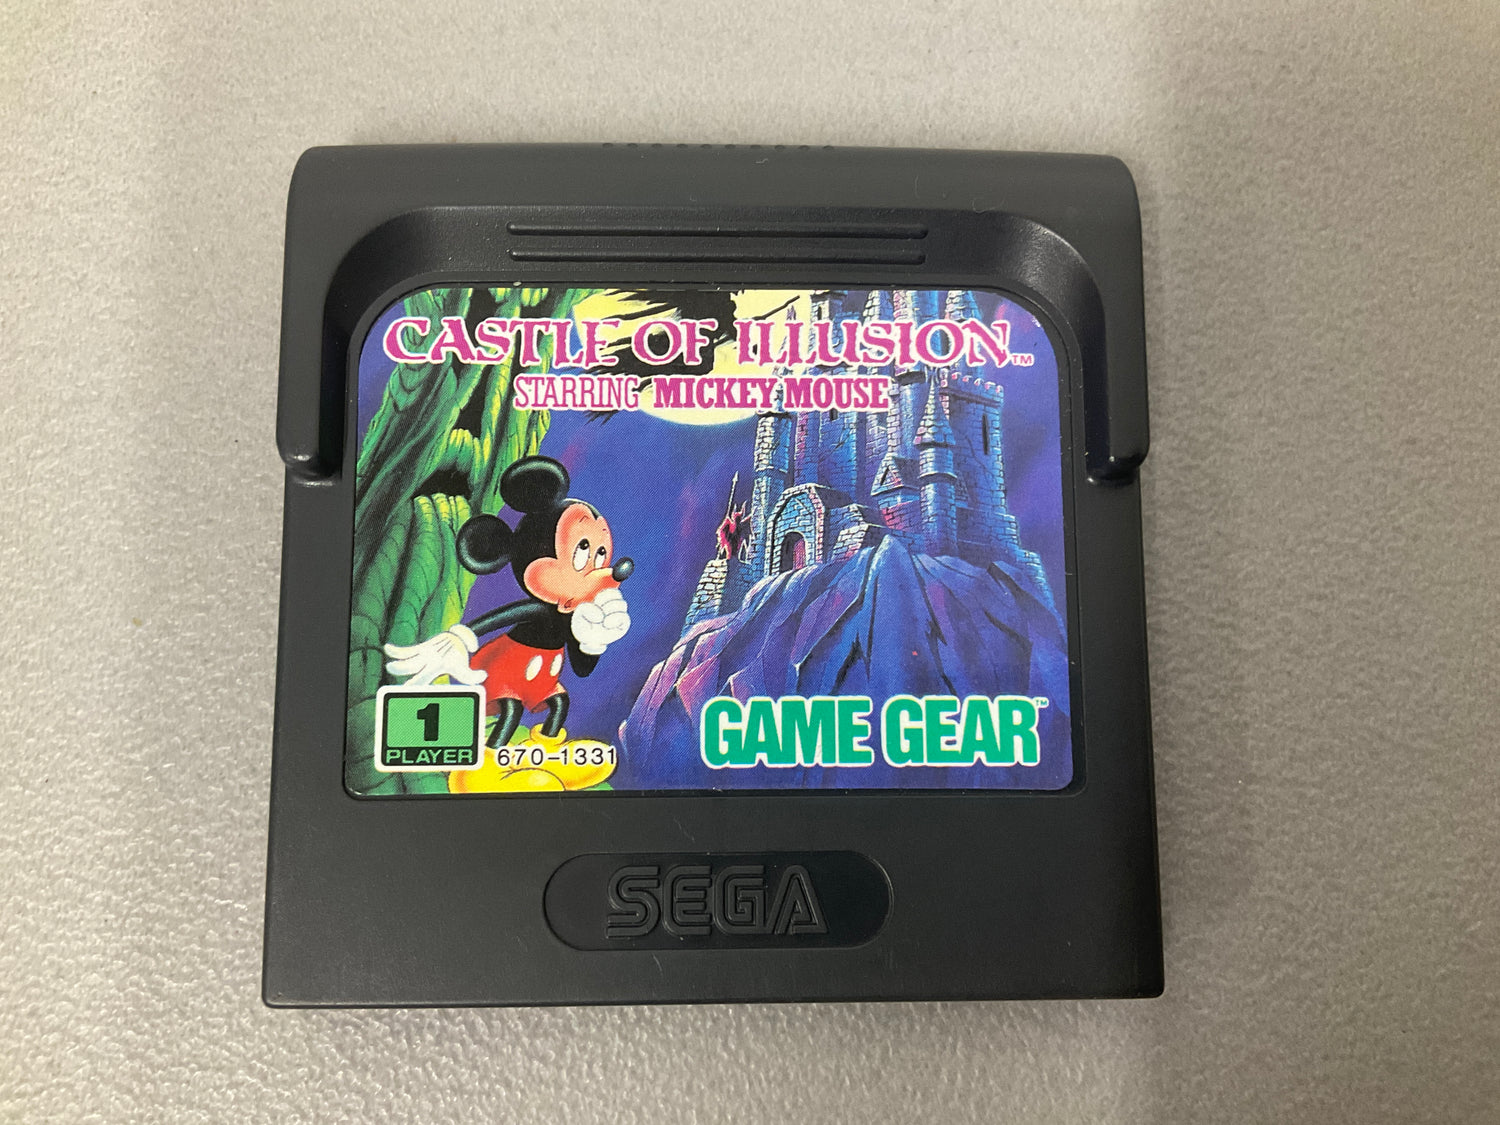 CASTLE OF ILLUSION™
STARRING MICKEY MOUSE
GAME GEAR™
1
PLAYER
670-1331
SEGA